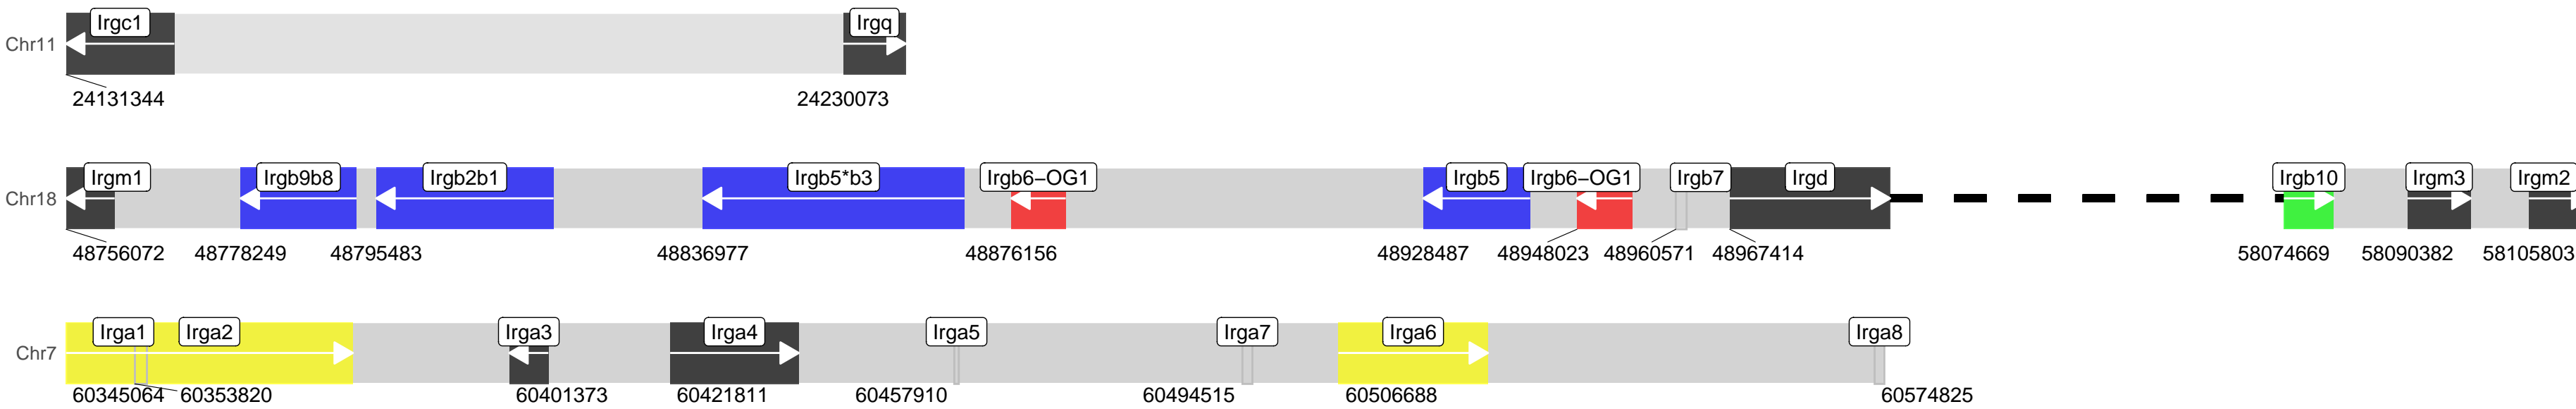 Irgc1 Irgq
Chr11
24131344 24230073
Irgm1 Irgb9b8 Irgb2b1 Irgb5*b3 Irgb6−OG1 Irgb5 Irgb6−OG1 Irgb7 Irgd Irgb10 Irgm3 Irgm2
Chr18
48756072 48778249 48795483 48836977 48876156 48928487 48948023 48960571 48967414 58074669 58090382 58105803
Irga1 Irga2 Irga3 Irga4 Irga5 Irga7 Irga6 Irga8
Chr7
60345064 60353820 60401373 60421811 60457910 60494515 60506688 60574825